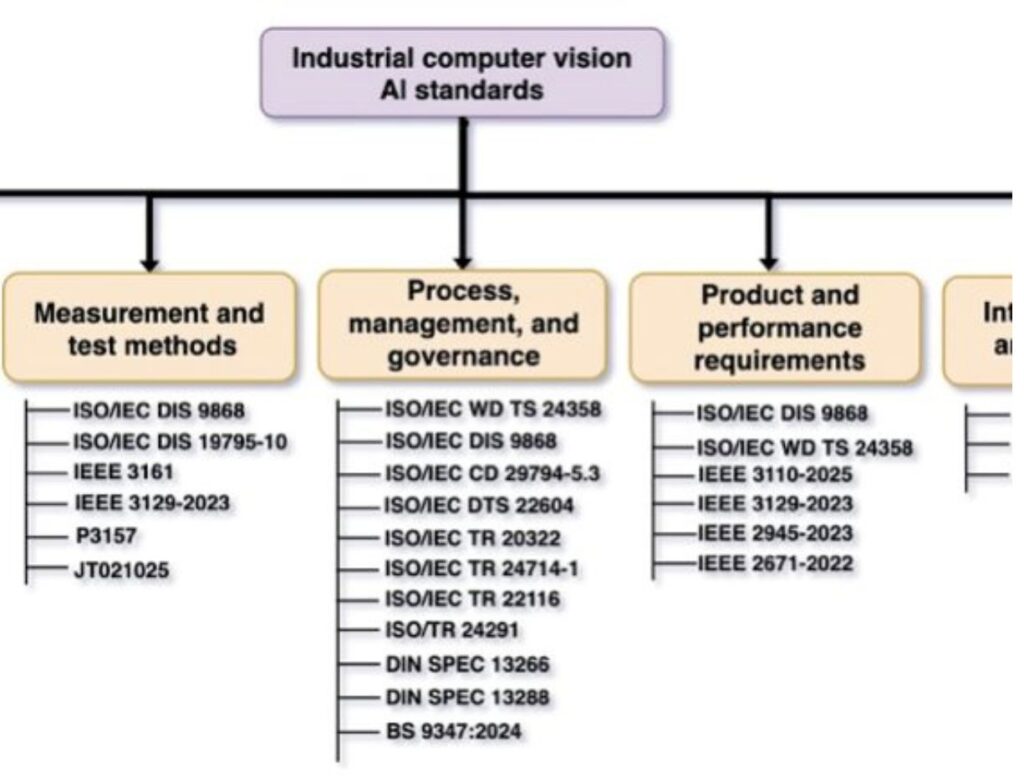 Industrial computer vision
AI standards
Measurement and
test methods
ISO/IEC DIS 9868
ISO/IEC DIS 19795-10
IEEE 3161
IEEE 3129-2023
P3157
JT021025
Process,
management, and
governance
ISO/IEC WD TS 24358
ISO/IEC DIS 9868
ISO/IEC CD 29794-5.3
ISO/IEC DTS 22604
ISO/IEC TR 20322
ISO/IEC TR 24714-1
ISO/IEC TR 22116
ISO/TR 24291
DIN SPEC 13266
DIN SPEC 13288
BS 9347:2024
Product and
performance
requirements
ISO/IEC DIS 9868
ISO/IEC WD TS 24358
IEEE 3110-2025
IEEE 3129-2023
IEEE 2945-2023
IEEE 2671-2022